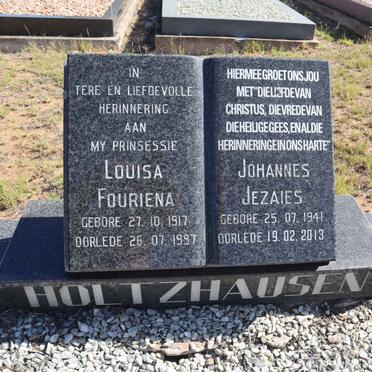 IN
TERE EN LIEFDEVOLLE
HERINNERING
AAN
MY PRINSESSIE
LOUISA
FOURIENA
GEBORE 27. 10. 1917
OORLEDE 26. 07. 1997
HIERMEE GROET ONS JOU
MET "DIE LIEFDE VAN
CHRISTUS, DIE VREDE VAN
DIE HEILIGE GEES, EN AL DIE
HERINNERINGE IN ONS HARTE"
JOHANNES
JEZAIES
GEBORE 25. 07. 1941
OORLEDE 19. 02. 2013
HOLTZHAUSEN